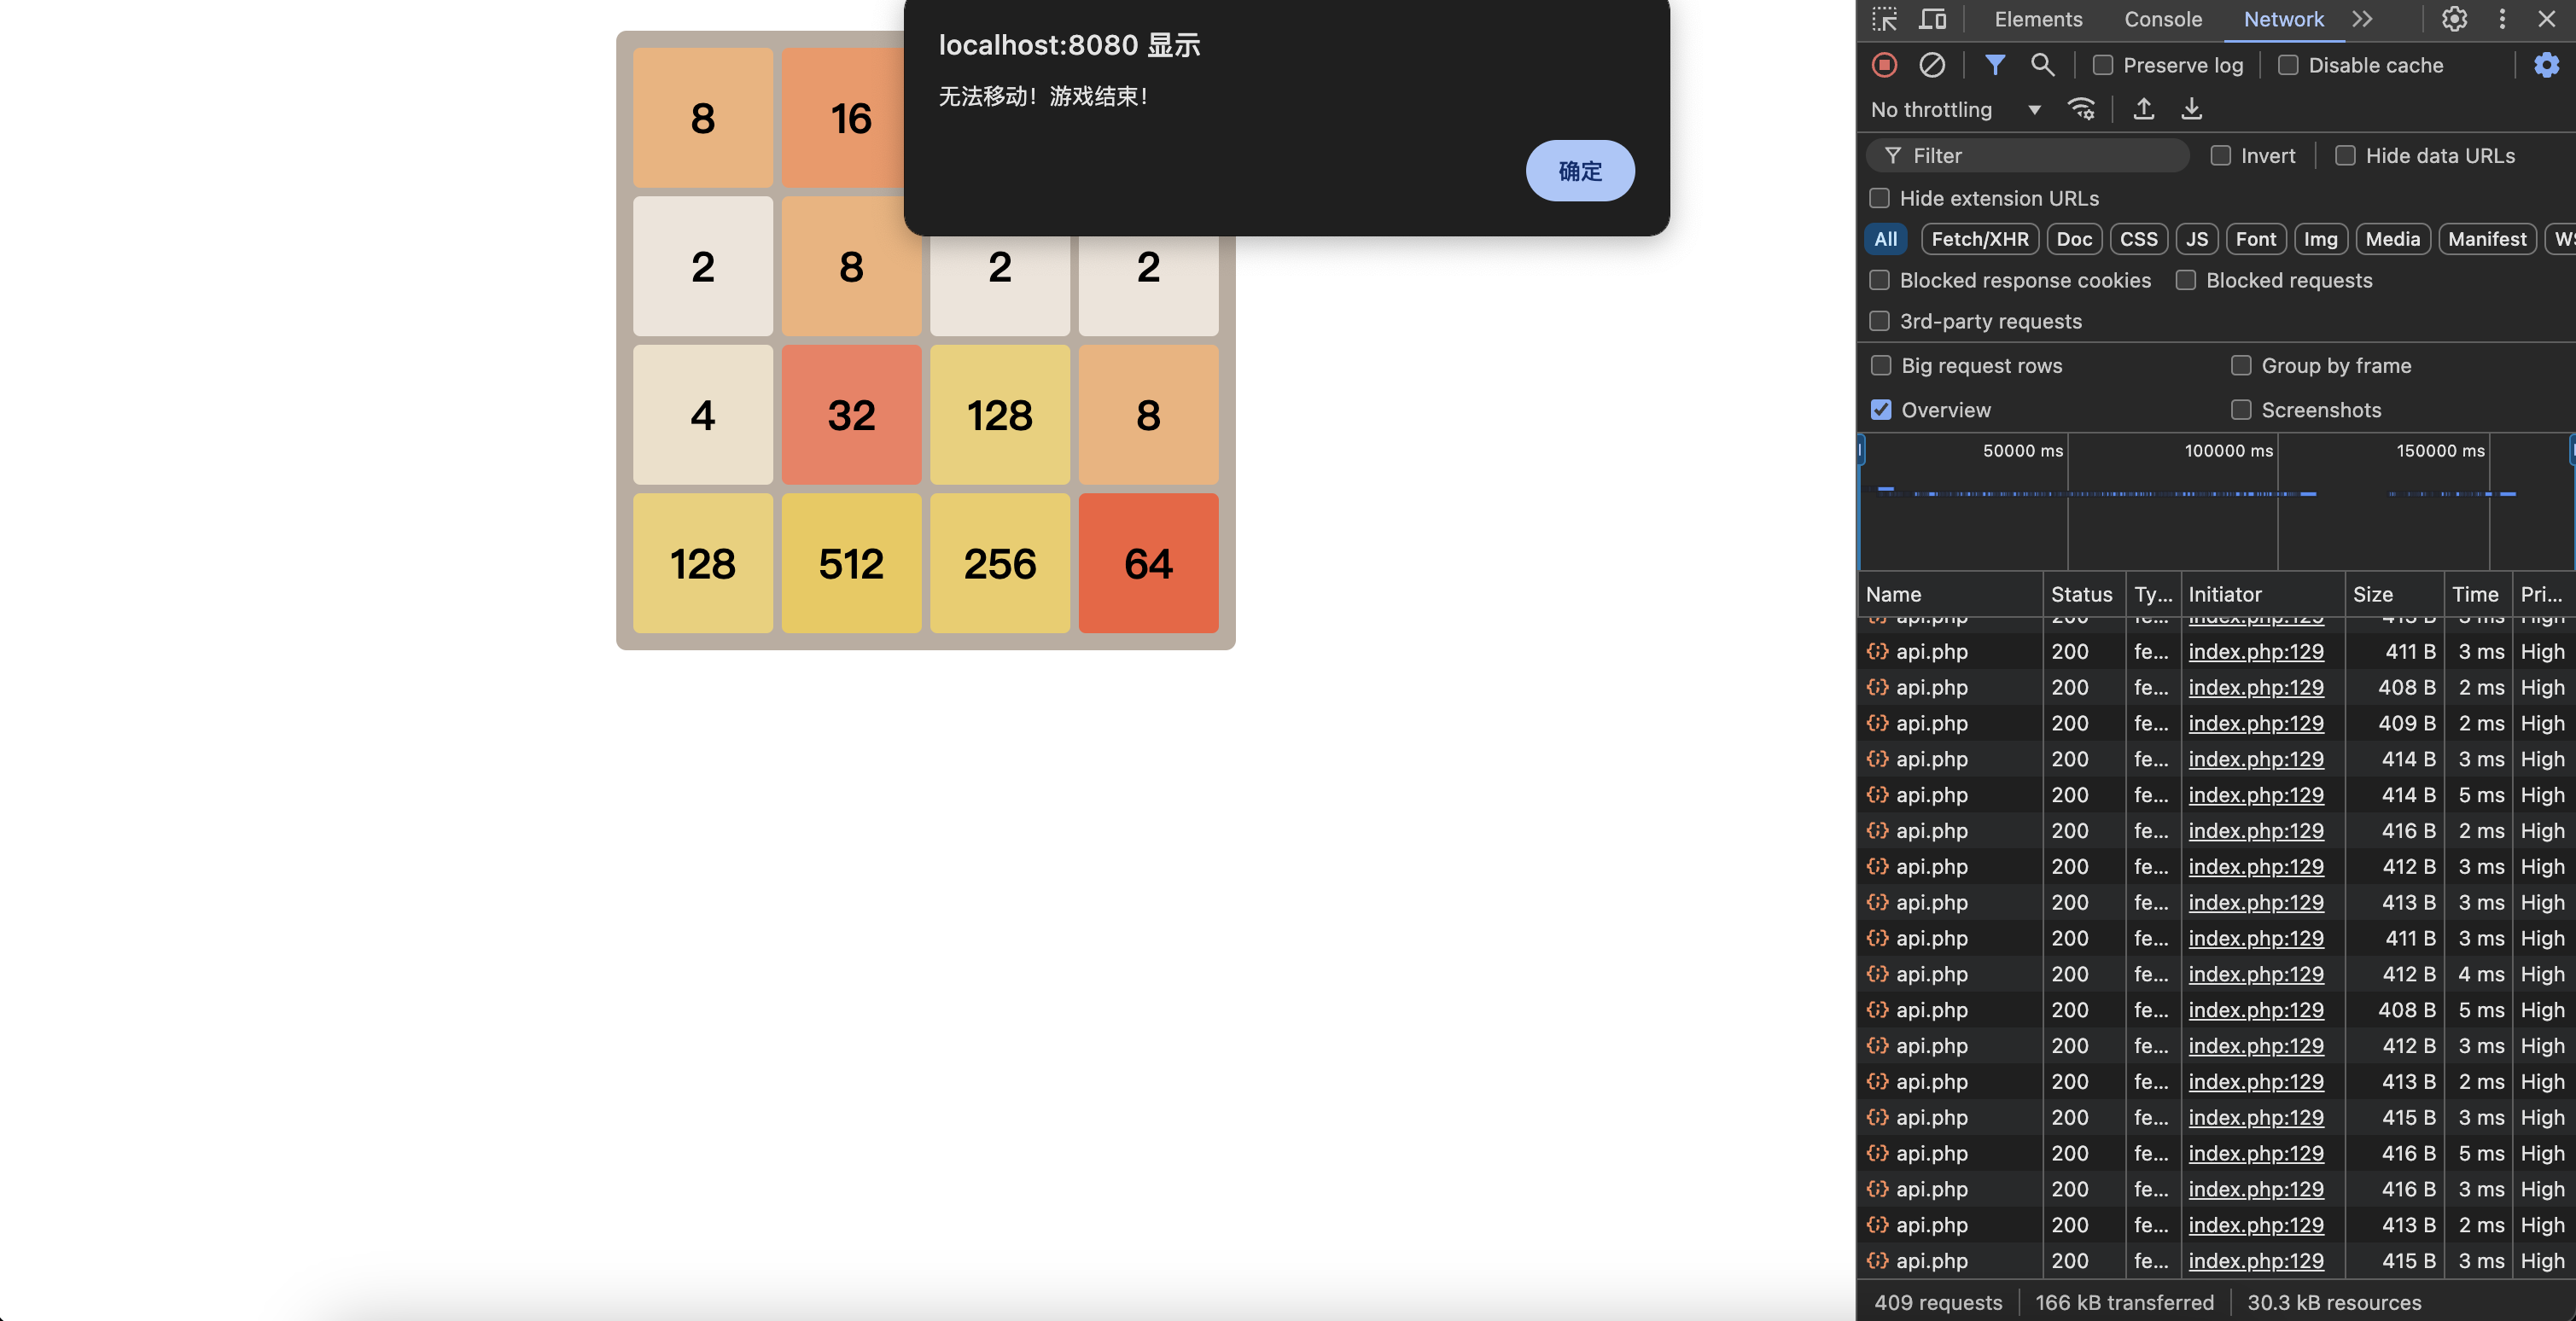 localhost:8080 显示
无法移动！游戏结束！
确定
8 16
2 8 2 2
4 32 128 8
128 512 256 64
Elements Console Network
Preserve log Disable cache
No throttling
Filter Invert Hide data URLs
Hide extension URLs
All Fetch/XHR Doc CSS JS Font Img Media Manifest
Blocked response cookies Blocked requests
3rd-party requests
Big request rows Group by frame
Overview Screenshots
50000 ms 100000 ms 150000 ms
Name Status Ty... Initiator Size Time Pri...
api.php 200 index.php:129 413 B 3 ms High
api.php 200 fe... index.php:129 411 B 3 ms High
api.php 200 fe... index.php:129 408 B 2 ms High
api.php 200 fe... index.php:129 409 B 2 ms High
api.php 200 fe... index.php:129 414 B 3 ms High
api.php 200 fe... index.php:129 414 B 5 ms High
api.php 200 fe... index.php:129 416 B 2 ms High
api.php 200 fe... index.php:129 412 B 3 ms High
api.php 200 fe... index.php:129 413 B 3 ms High
api.php 200 fe... index.php:129 411 B 3 ms High
api.php 200 fe... index.php:129 412 B 4 ms High
api.php 200 fe... index.php:129 408 B 5 ms High
api.php 200 fe... index.php:129 412 B 3 ms High
api.php 200 fe... index.php:129 413 B 2 ms High
api.php 200 fe... index.php:129 415 B 3 ms High
api.php 200 fe... index.php:129 416 B 5 ms High
api.php 200 fe... index.php:129 416 B 3 ms High
api.php 200 fe... index.php:129 413 B 2 ms High
api.php 200 fe... index.php:129 415 B 3 ms High
409 requests 166 kB transferred 30.3 kB resources